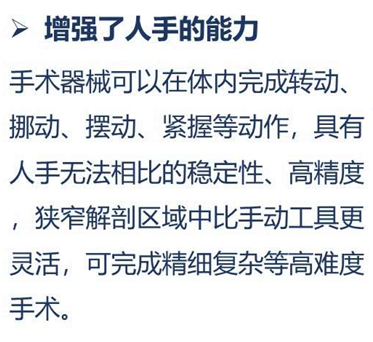 ➢ 增强了人手的能力
手术器械可以在体内完成转动、
挪动、摆动、紧握等动作，具有
人手无法相比的稳定性、高精度
，狭窄解剖区域中比手动工具更
灵活，可完成精细复杂等高难度
手术。